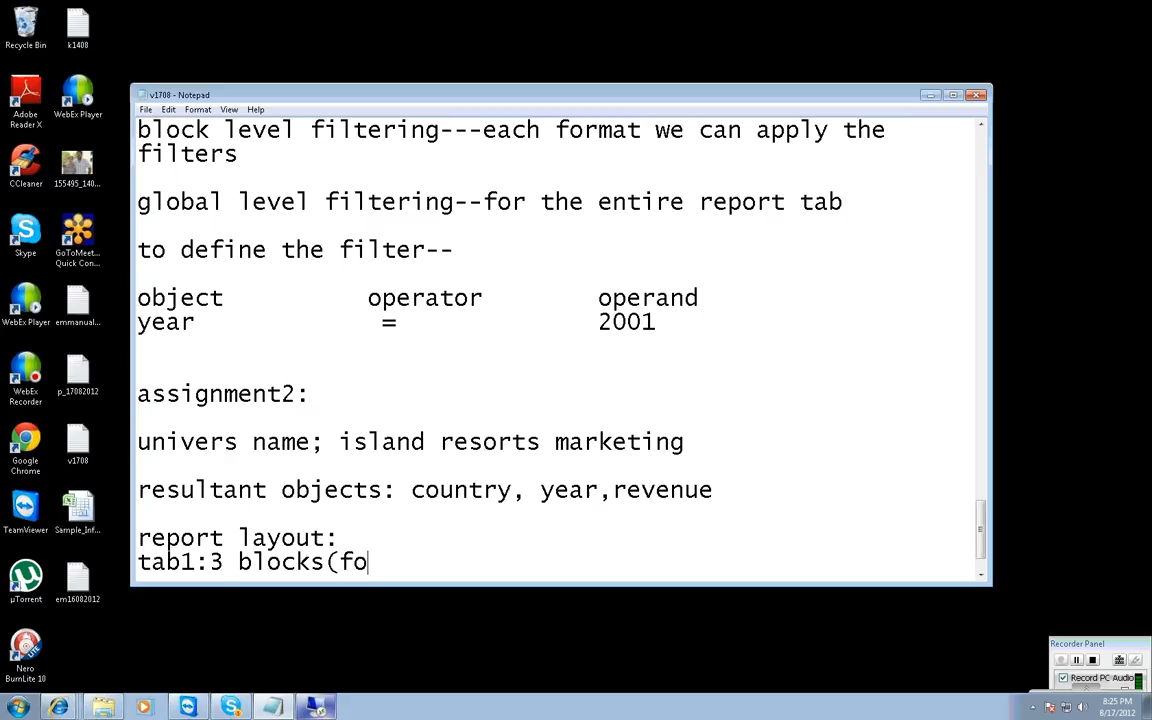 Recycle Bin
k1408
Adobe
Reader X
WebEx Player
CCleaner
155495_140...
Skype
GoToMeet...
Quick Con...
WebEx Player
emmanual...
WebEx
Recorder
p_17082012
Google
Chrome
v1708
TeamViewer
Sample_Inf...
µTorrent
em16082012
Nero
BurnLite 10
v1708 - Notepad
File Edit Format View Help
block level filtering---each format we can apply the
filters
global level filtering--for the entire report tab
to define the filter--
object operator operand
year = 2001
assignment2:
univers name; island resorts marketing
resultant objects: country, year,revenue
report layout:
tab1:3 blocks(fo
Recorder Panel
Record PC Audio
8:25 PM
8/17/2012